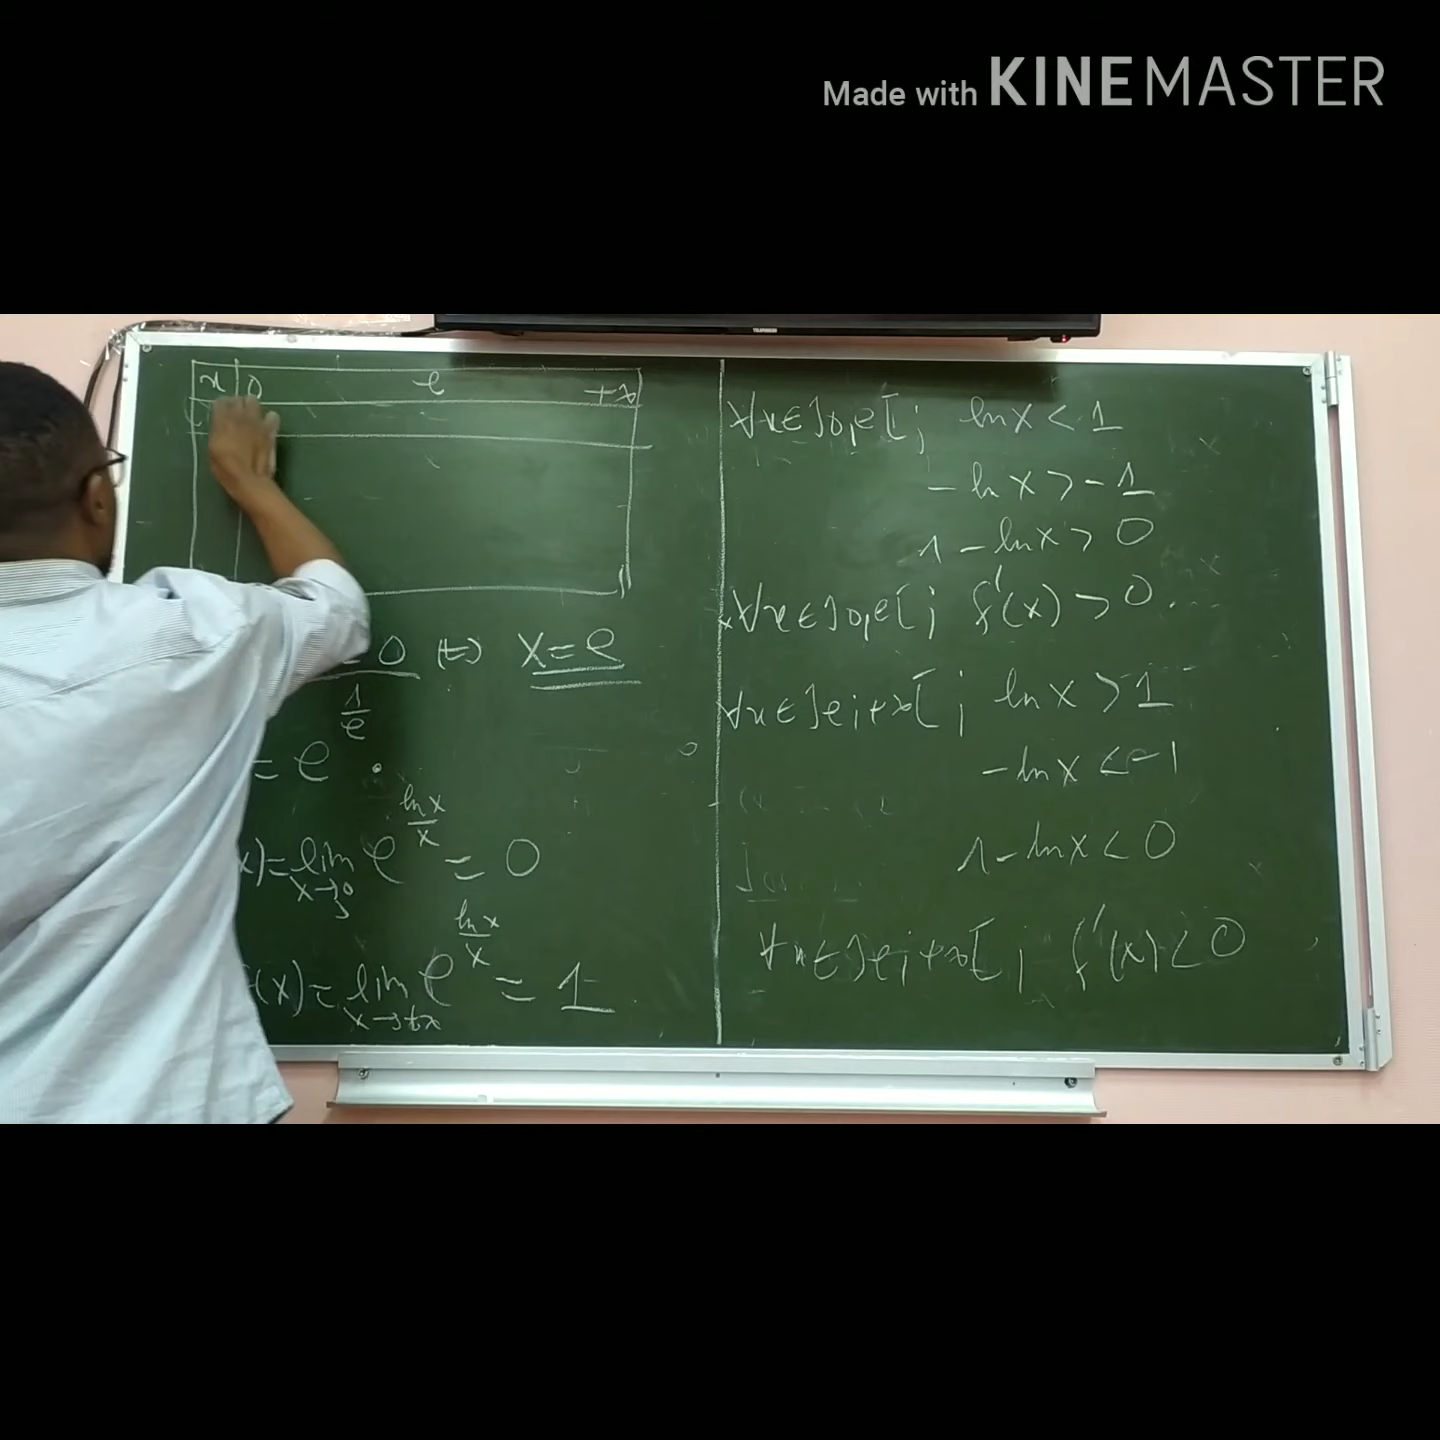 Made with KINEMASTER
x 0 e +∞
= 0 ⟺ x = e
1/e
= e
x) = lim x→0 e^(ln x / x) = 0
f(x) = lim x→+∞ e^(ln x / x) = 1
∀x∈]0,e[ ; ln x < 1
- ln x > -1
1 - ln x > 0
∀x∈]0,e[ ; f'(x) > 0
∀x∈]e;+∞[ ; ln x > 1
- ln x < -1
1 - ln x < 0
∀x∈]e;+∞[ ; f'(x) < 0